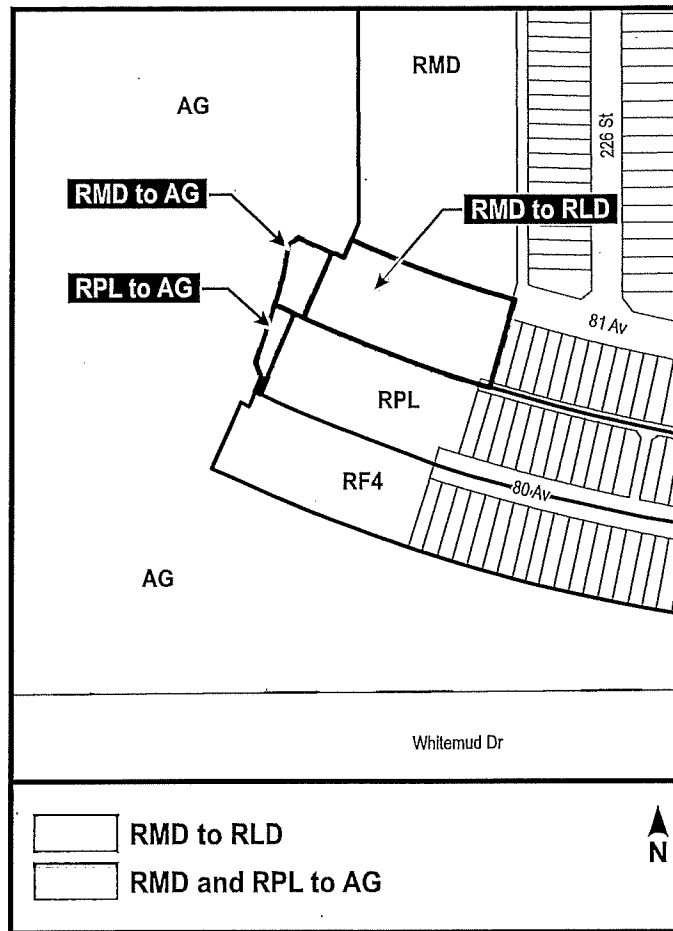 RMD
AG
226 St
RMD to AG
RMD to RLD
RPL to AG
81 Av
RPL
RF4
80 Av
AG
Whitemud Dr
RMD to RLD
RMD and RPL to AG
N